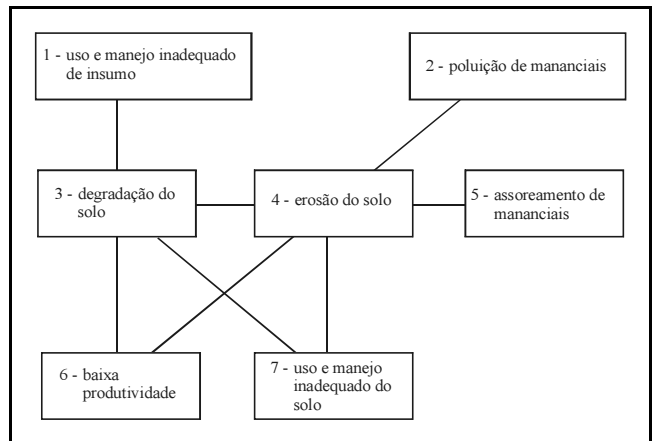 1 - uso e manejo inadequado
de insumo
2 - poluição de mananciais
3 - degradação do
solo
4 - erosão do solo
5 - assoreamento de
mananciais
6 - baixa
produtividade
7 - uso e manejo
inadequado do
solo